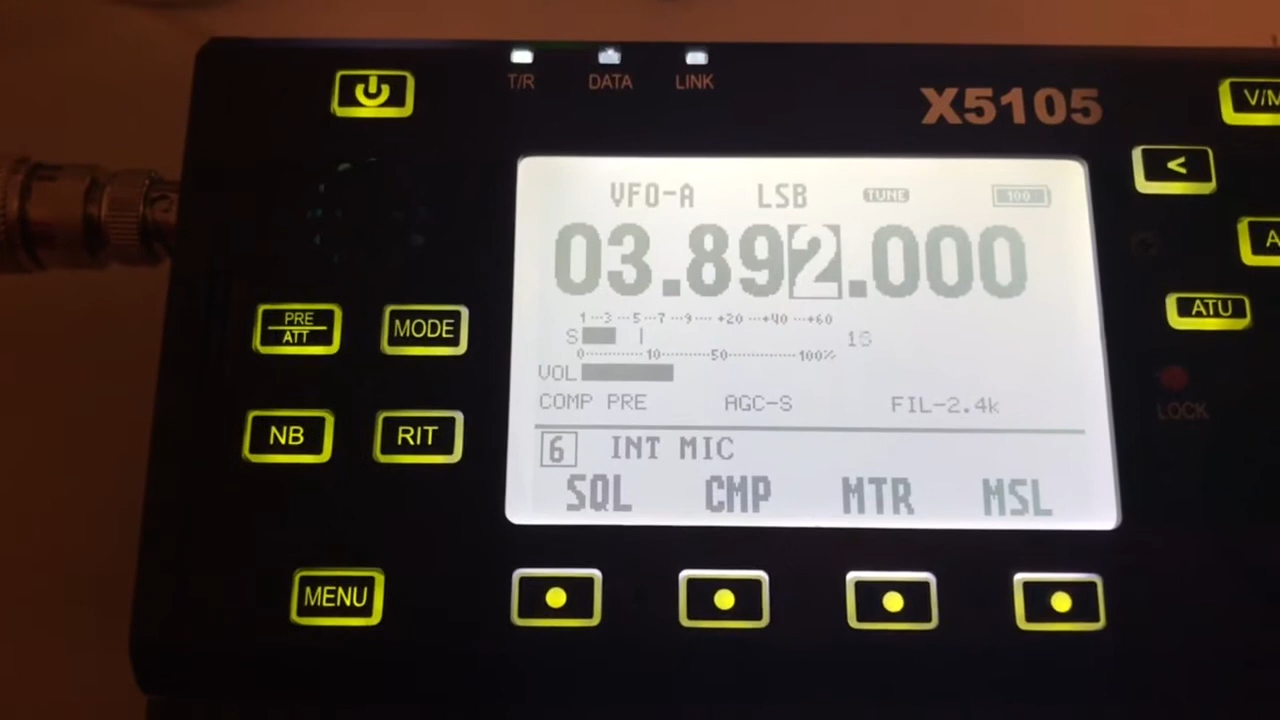 T/R DATA LINK
X5105
V/M
<
A
VFO-A LSB TUNE 100
03.892.000
1···3···5···7···9····+20···+40···+60
S 1S
0·········10·········50············100%
VOL
COMP PRE AGC-S FIL-2.4k
6 INT MIC
SQL CMP MTR MSL
PRE
ATT
MODE
ATU
LOCK
NB RIT
MENU